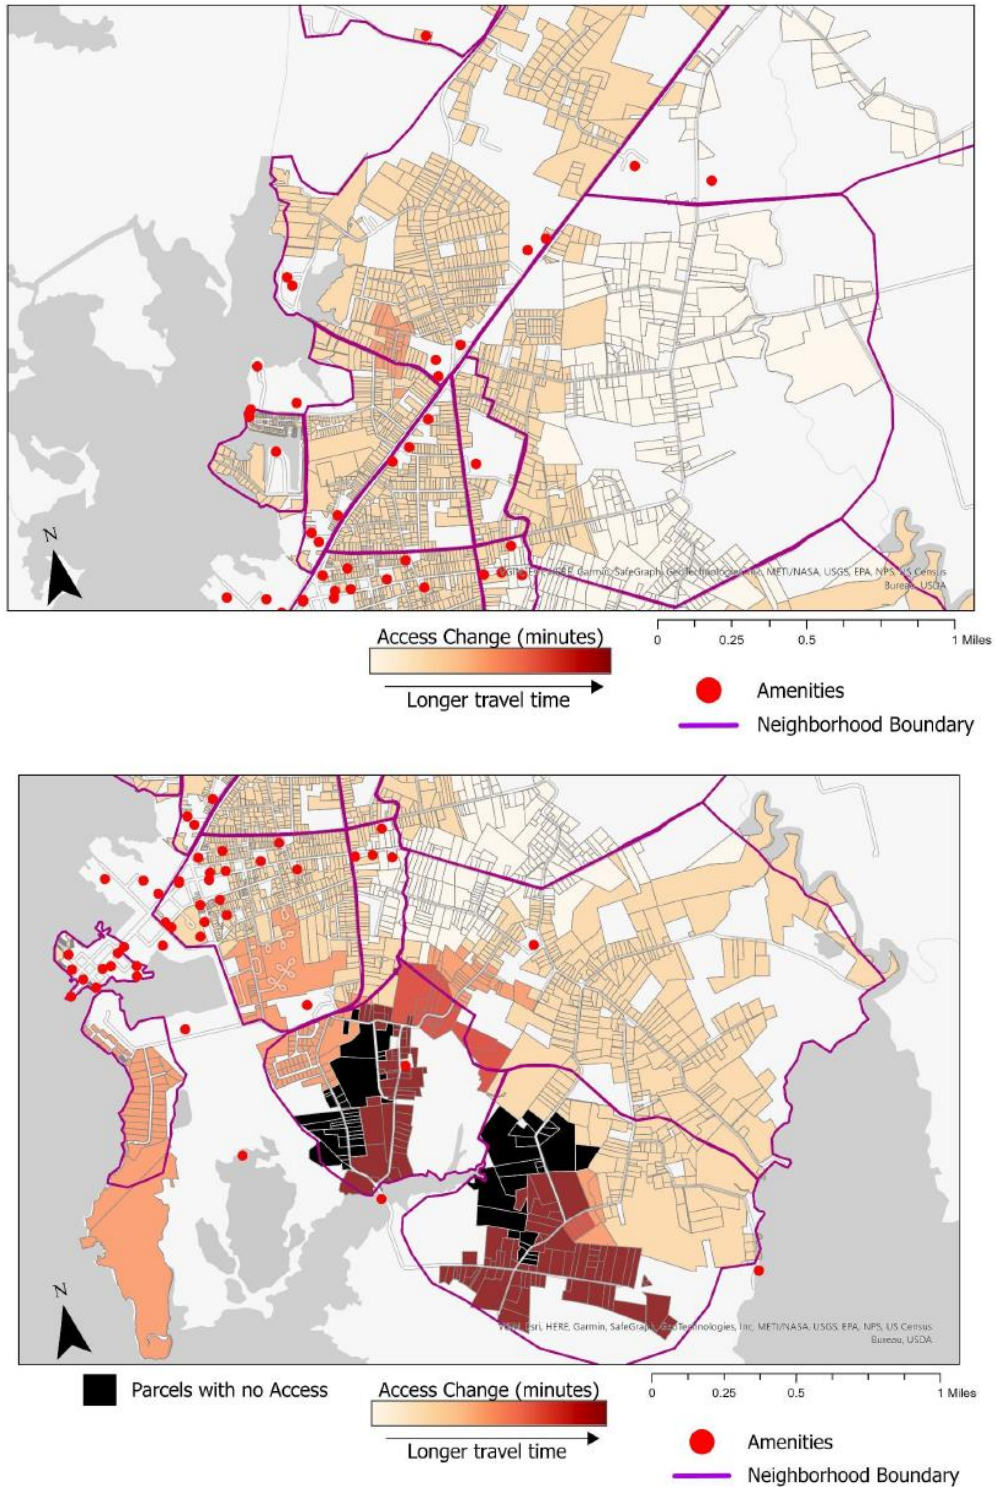 N
Esri, HERE, Garmin, SafeGraph, GeoTechnologies, Inc, METI/NASA, USGS, EPA, NPS, US Census
Bureau, USDA
Access Change (minutes)
Longer travel time
0 0.25 0.5 1 Miles
Amenities
Neighborhood Boundary
N
Esri, HERE, Garmin, SafeGraph, GeoTechnologies, Inc, METI/NASA, USGS, EPA, NPS, US Census
Bureau, USDA
Parcels with no Access
Access Change (minutes)
Longer travel time
0 0.25 0.5 1 Miles
Amenities
Neighborhood Boundary